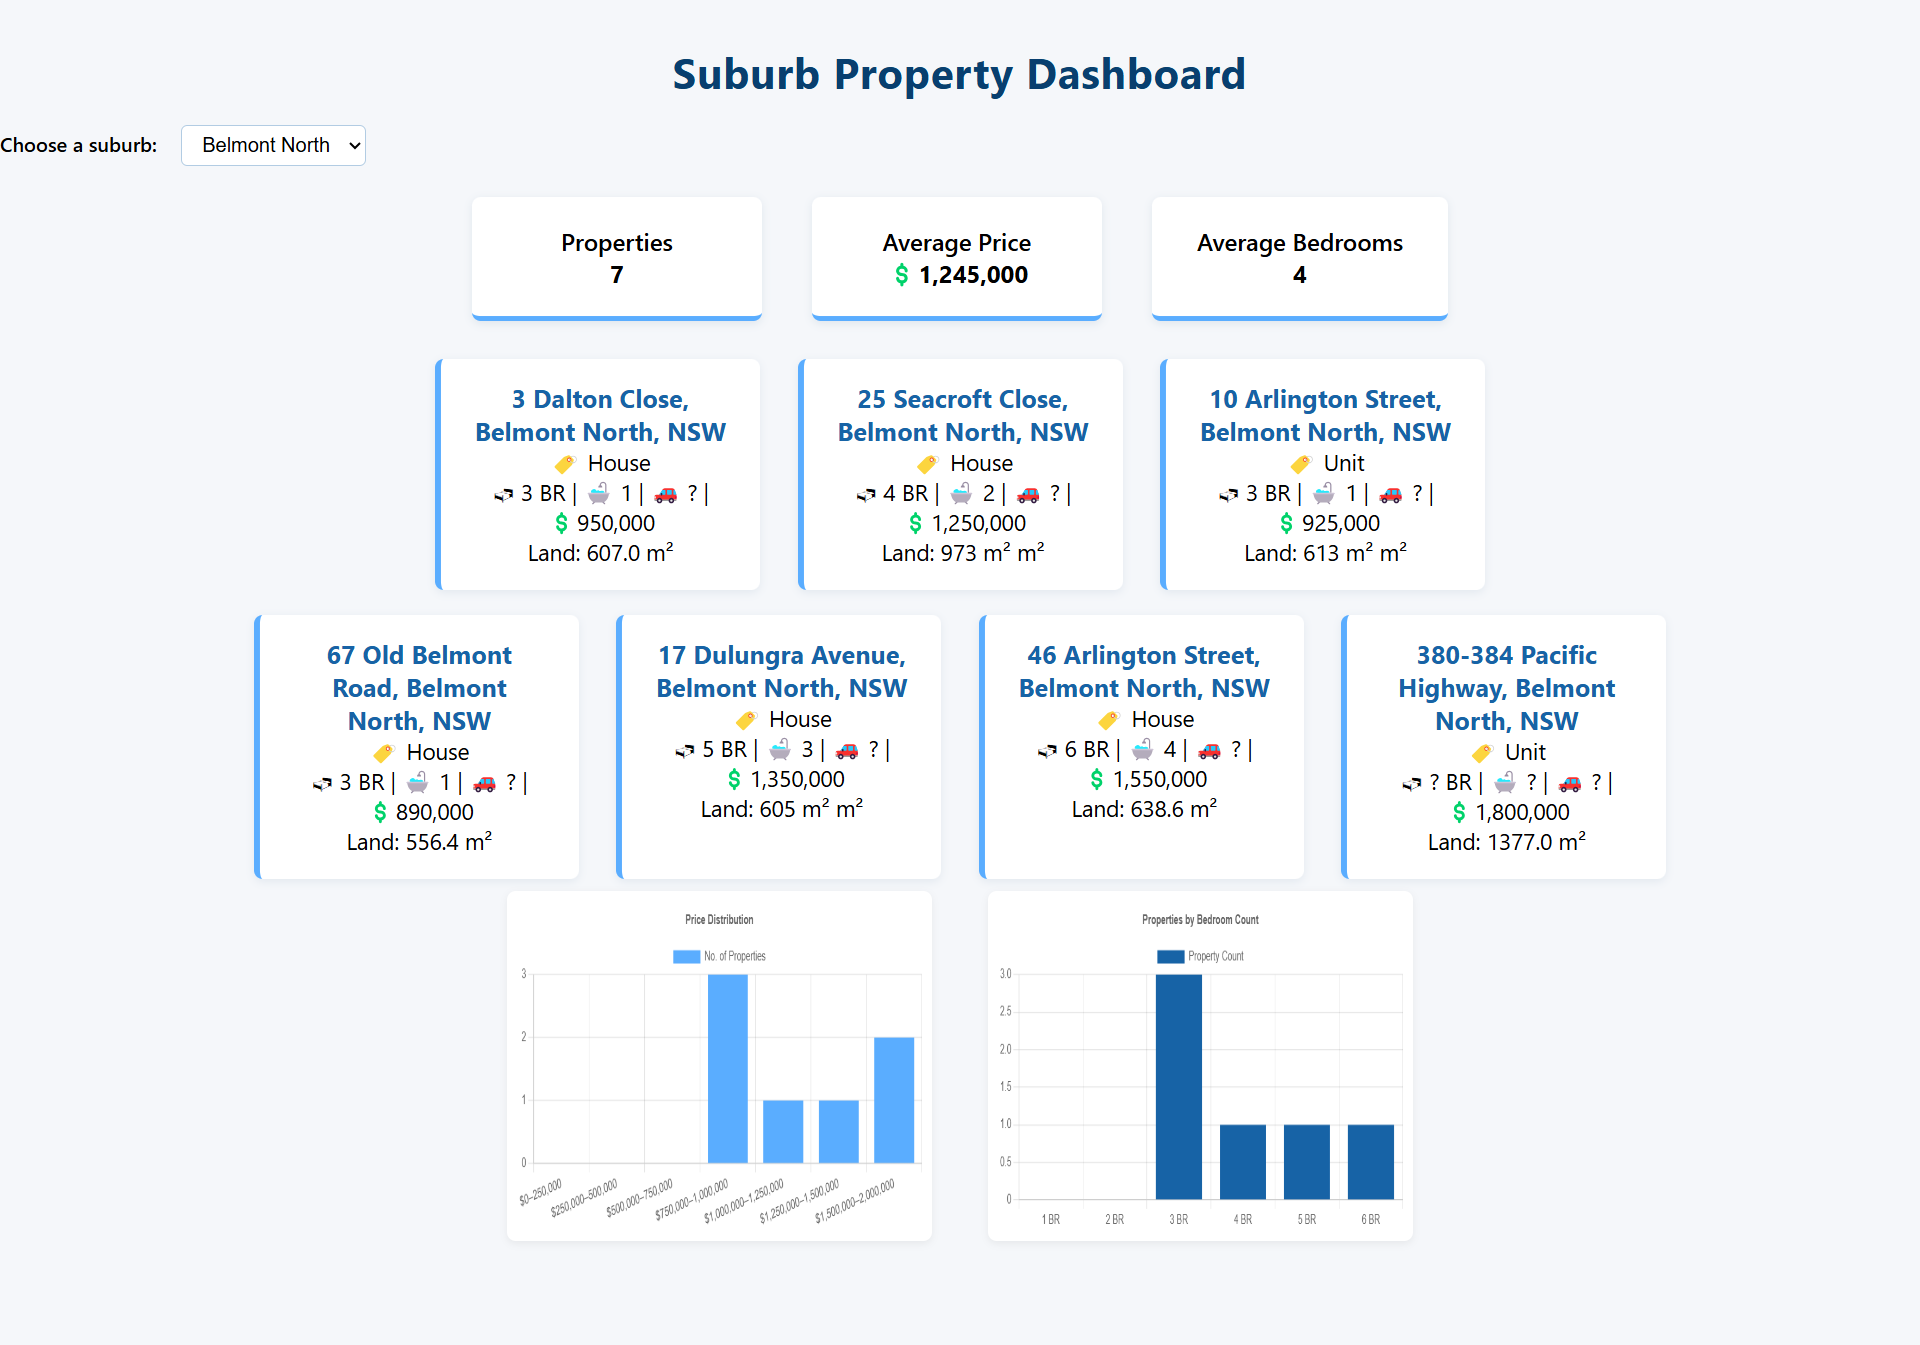 Suburb Property Dashboard
Choose a suburb:
Belmont North
Properties
7
Average Price
$ 1,245,000
Average Bedrooms
4
3 Dalton Close,
Belmont North, NSW
House
3 BR | 1 | ? |
$ 950,000
Land: 607.0 m²
25 Seacroft Close,
Belmont North, NSW
House
4 BR | 2 | ? |
$ 1,250,000
Land: 973 m² m²
10 Arlington Street,
Belmont North, NSW
Unit
3 BR | 1 | ? |
$ 925,000
Land: 613 m² m²
67 Old Belmont
Road, Belmont
North, NSW
House
3 BR | 1 | ? |
$ 890,000
Land: 556.4 m²
17 Dulungra Avenue,
Belmont North, NSW
House
5 BR | 3 | ? |
$ 1,350,000
Land: 605 m² m²
46 Arlington Street,
Belmont North, NSW
House
6 BR | 4 | ? |
$ 1,550,000
Land: 638.6 m²
380-384 Pacific
Highway, Belmont
North, NSW
Unit
? BR | ? | ? |
$ 1,800,000
Land: 1377.0 m²
Price Distribution
No. of Properties
3
2
1
0
$0–250,000
$250,000–500,000
$500,000–750,000
$750,000–1,000,000
$1,000,000–1,250,000
$1,250,000–1,500,000
$1,500,000–2,000,000
Properties by Bedroom Count
Property Count
3.0
2.5
2.0
1.5
1.0
0.5
0
1 BR
2 BR
3 BR
4 BR
5 BR
6 BR